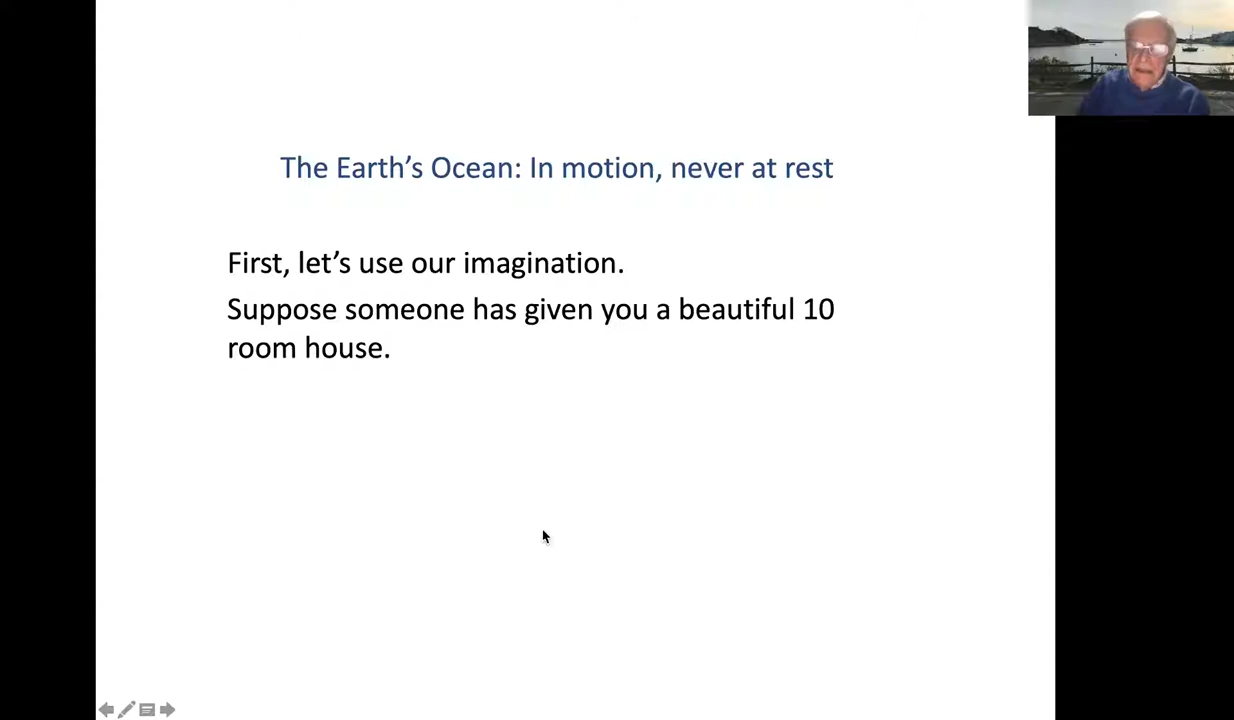 The Earth’s Ocean: In motion, never at rest
First, let’s use our imagination.
Suppose someone has given you a beautiful 10
room house.